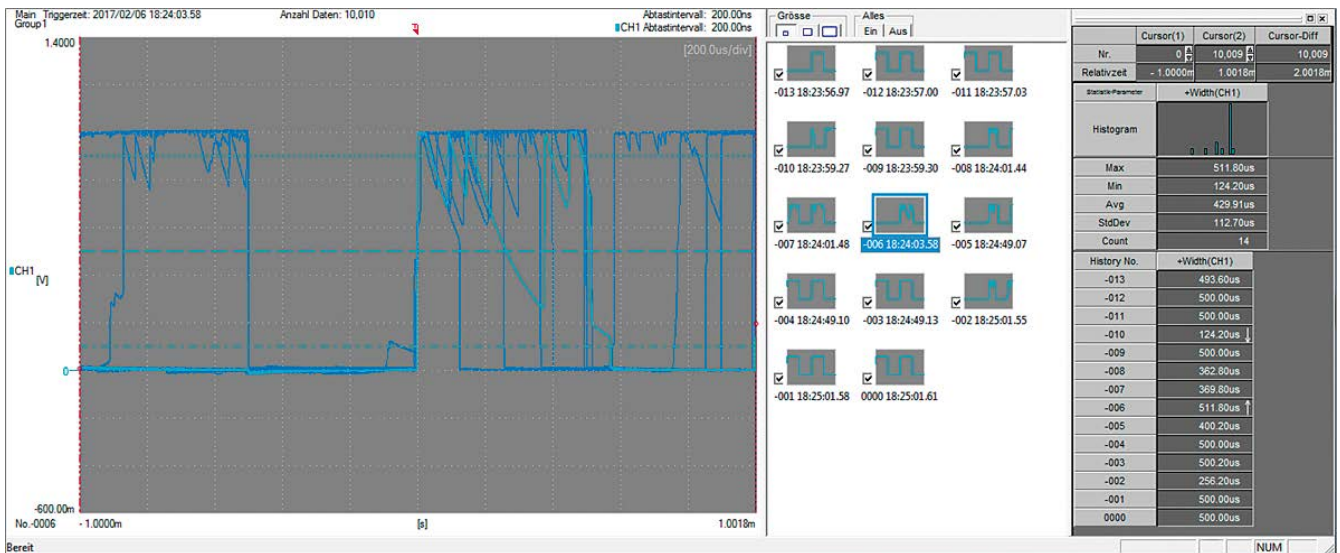 Main Triggerzeit: 2017/02/06 18:24:03.58 Anzahl Daten: 10,010 Abtastintervall: 200.00ns
Group1 CH1 Abtastintervall: 200.00ns
1.4000 [200.0us/div]
CH1
[V]
0
-600.00m
No.-0006 - 1.0000m [s] 1.0018m
Bereit
Grösse Alles
Ein Aus
-013 18:23:56.97 -012 18:23:57.00 -011 18:23:57.03
-010 18:23:59.27 -009 18:23:59.30 -008 18:24:01.44
-007 18:24:01.48 -006 18:24:03.58 -005 18:24:49.07
-004 18:24:49.10 -003 18:24:49.13 -002 18:25:01.55
-001 18:25:01.58 0000 18:25:01.61
Cursor(1) Cursor(2) Cursor-Diff
Nr. 0 10,009 10,009
Relativzeit - 1.0000m 1.0018m 2.0018m
Statistik-Parameter +Width(CH1)
Histogram
Max 511.80us
Min 124.20us
Avg 429.91us
StdDev 112.70us
Count 14
History No. +Width(CH1)
-013 493.60us
-012 500.00us
-011 500.00us
-010 124.20us ↓
-009 500.00us
-008 362.80us
-007 369.80us
-006 511.80us ↑
-005 400.20us
-004 500.00us
-003 500.20us
-002 256.20us
-001 500.00us
0000 500.00us
NUM